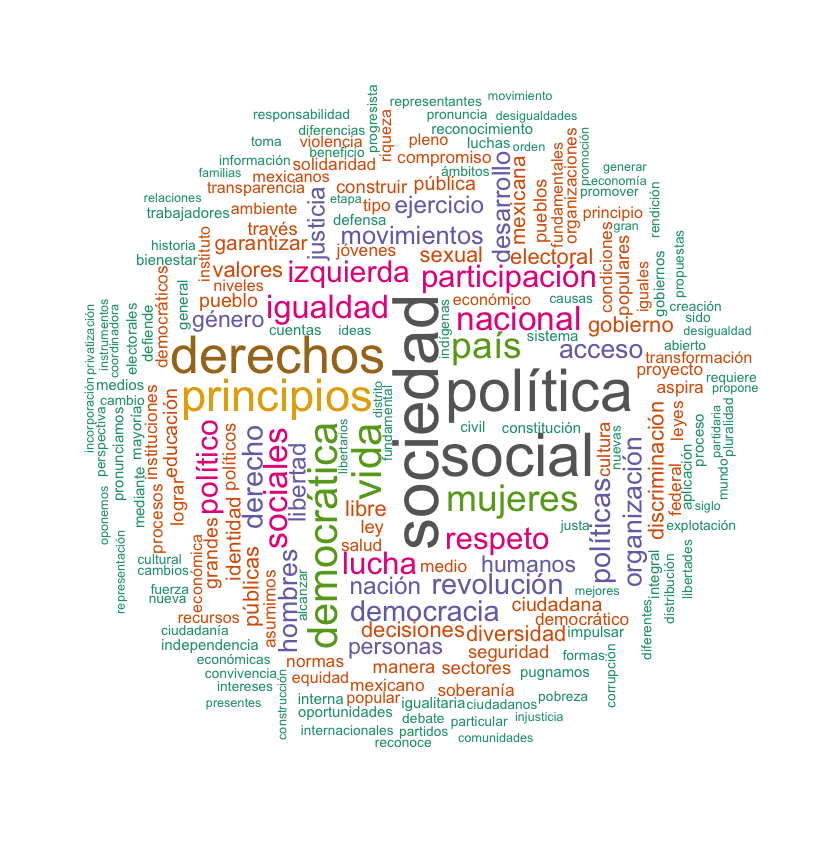 movimiento
representantes
progresista
responsabilidad
pronuncia
desigualdades
diferencias
riqueza
reconocimiento
toma
violencia
pleno
luchas
orden
beneficio
información
solidaridad
compromiso
familias
mexicanos
ámbitos
promoción
generar
economía
transparencia
construir
pública
desarrollo
mexicana
pueblos
fundamentales
organizaciones
promover
relaciones
trabajadores
ambiente
justicia
etapa
tipo
ejercicio
principio
gran
rendición
defensa
través
movimientos
historia
garantizar
jóvenes
sexual
electoral
condiciones
populares
bienestar
instituto
valores
izquierda
participación
iguales
gobiernos
propuestas
democráticos
general
niveles
pueblo
igualdad
económico
causas
creación
género
nacional
gobierno
sido
desigualdad
privatización
instrumentos
coordinadora
electorales
defiende
cuentas
ideas
indígenas
sistema
país
acceso
abierto
transformación
derechos
sociedad
proyecto
requiere
medios
incorporación
principios
política
aspira
propone
cambio
distrito
fundamental
perspectiva
pronunciamos
mayoría
instituciones
educación
político
políticos
derecho
sociales
libertad
democrática
libertarios
vida
civil
constitución
social
cultura
nuevas
discriminación
leyes
proceso
partidaria
pluralidad
oponemos
mediante
procesos
lograr
grandes
identidad
libre
mujeres
políticas
organización
federal
aplicación
siglo
mundo
ley
salud
respeto
justa
explotación
representación
cultural
cambios
económica
públicas
asumimos
hombres
alcanzar
lucha
medio
humanos
integral
distribución
libertades
fuerza
nueva
nación
revolución
mejores
recursos
democracia
ciudadana
diferentes
ciudadanía
decisiones
diversidad
democrático
impulsar
independencia
personas
seguridad
formas
económicas
normas
manera
sectores
corrupción
convivencia
equidad
pugnamos
intereses
mexicano
soberanía
presentes
construcción
interna
popular
igualitaria
ciudadanos
pobreza
oportunidades
debate
particular
injusticia
internacionales
partidos
reconoce
comunidades